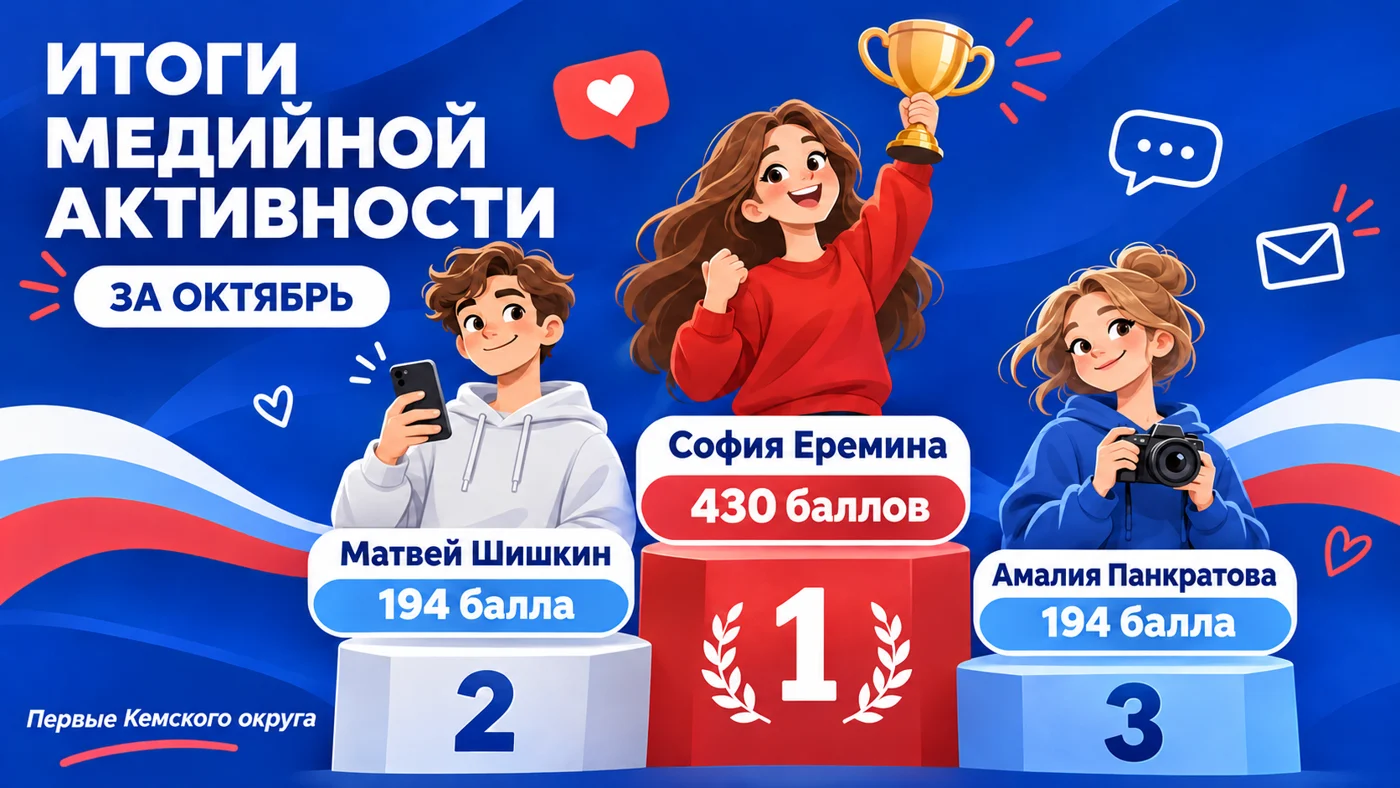 ИТОГИ
МЕДИЙНОЙ
АКТИВНОСТИ
ЗА ОКТЯБРЬ
София Еремина
430 баллов
1
Матвей Шишкин
194 балла
2
Амалия Панкратова
194 балла
3
Первые Кемского округа